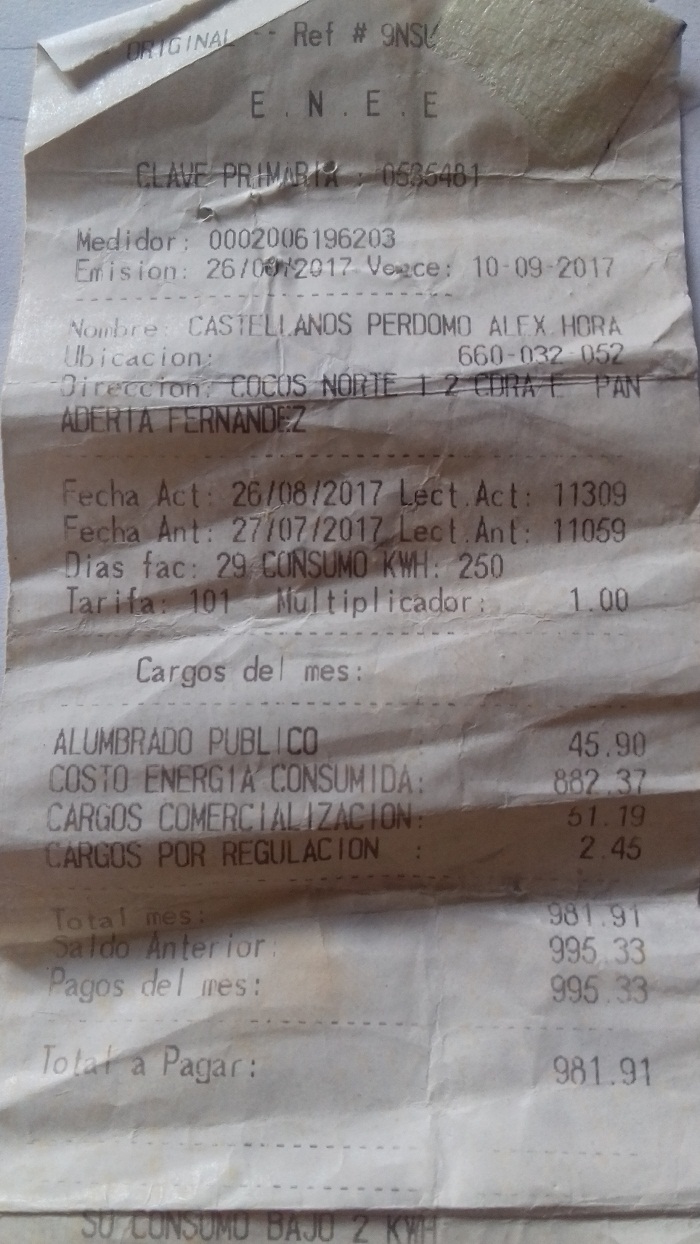 ORIGINAL -- Ref # 9NSU
E . N . E . E
CLAVE PRIMARIA : 0535481
Medidor: 0002006196203
Emision: 26/08/2017 Vence: 10-09-2017
Nombre: CASTELLANOS PERDOMO ALEX HORA
Ubicacion: 660-032-052
Direccion: COCOS NORTE 1 2 CDRA E PAN
ADERIA FERNANDEZ
Fecha Act: 26/08/2017 Lect.Act: 11309
Fecha Ant: 27/07/2017 Lect.Ant: 11059
Dias fac: 29 CONSUMO KWH: 250
Tarifa: 101 Multiplicador: 1.00
Cargos del mes:
ALUMBRADO PUBLICO : 45.90
COSTO ENERGIA CONSUMIDA: 882.37
CARGOS COMERCIALIZACION: 51.19
CARGOS POR REGULACION : 2.45
Total mes: 981.91
Saldo Anterior: 995.33
Pagos del mes: 995.33
Total a Pagar: 981.91
SU CONSUMO BAJO 2 KWH